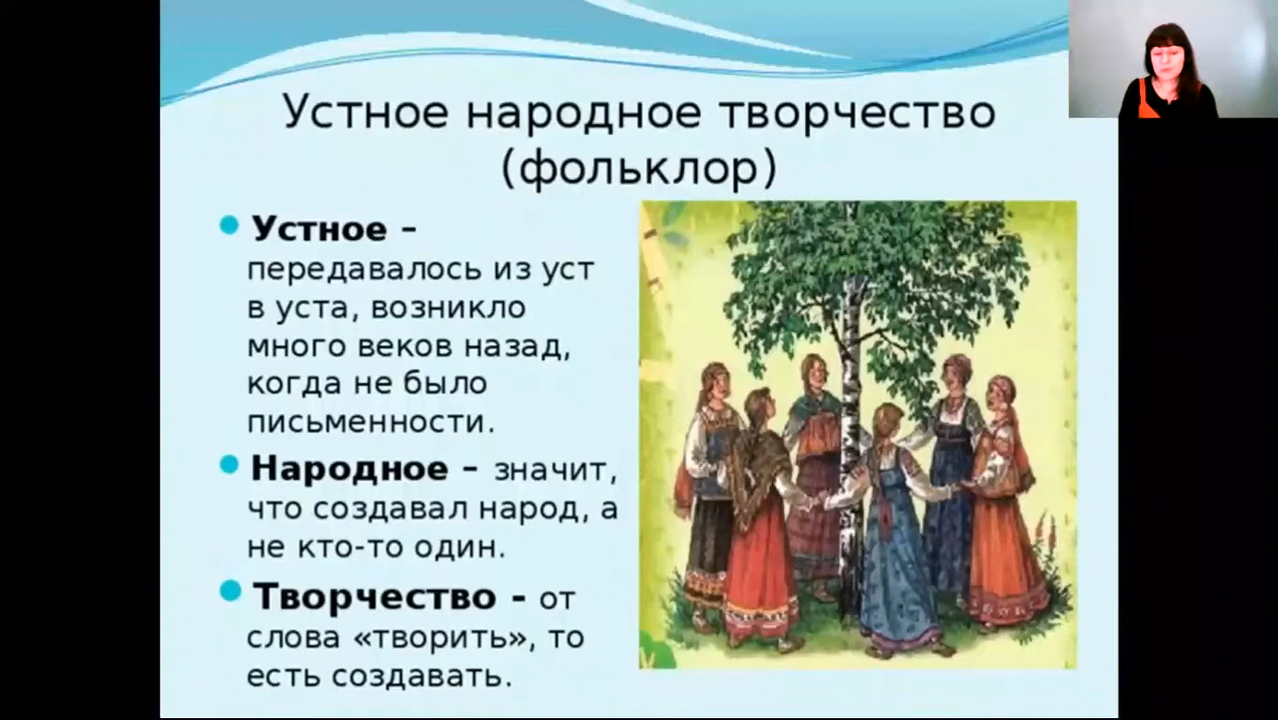 Устное народное творчество
(фольклор)
Устное –
передавалось из уст
в уста, возникло
много веков назад,
когда не было
письменности.
Народное – значит,
что создавал народ, а
не кто-то один.
Творчество - от
слова «творить», то
есть создавать.